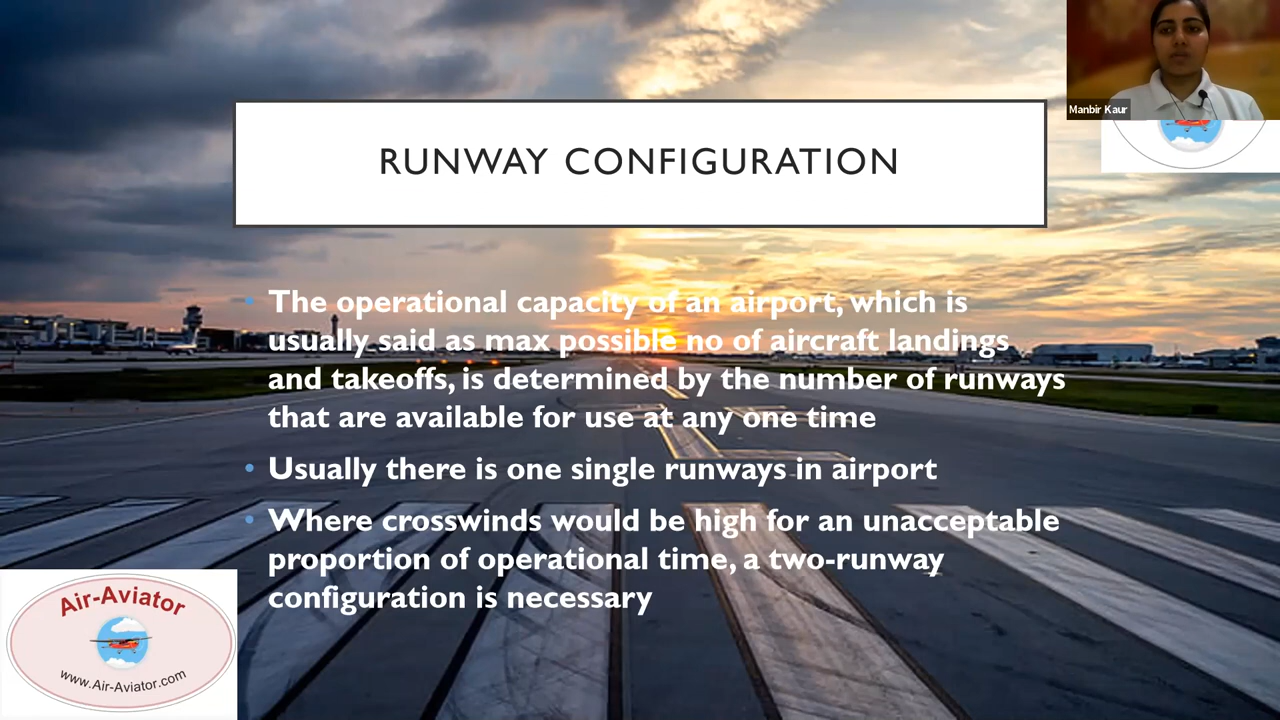 Manbir Kaur
RUNWAY CONFIGURATION
• The operational capacity of an airport, which is
usually said as max possible no of aircraft landings
and takeoffs, is determined by the number of runways
that are available for use at any one time
• Usually there is one single runways in airport
• Where crosswinds would be high for an unacceptable
proportion of operational time, a two-runway
configuration is necessary
Air-Aviator
www.Air-Aviator.com